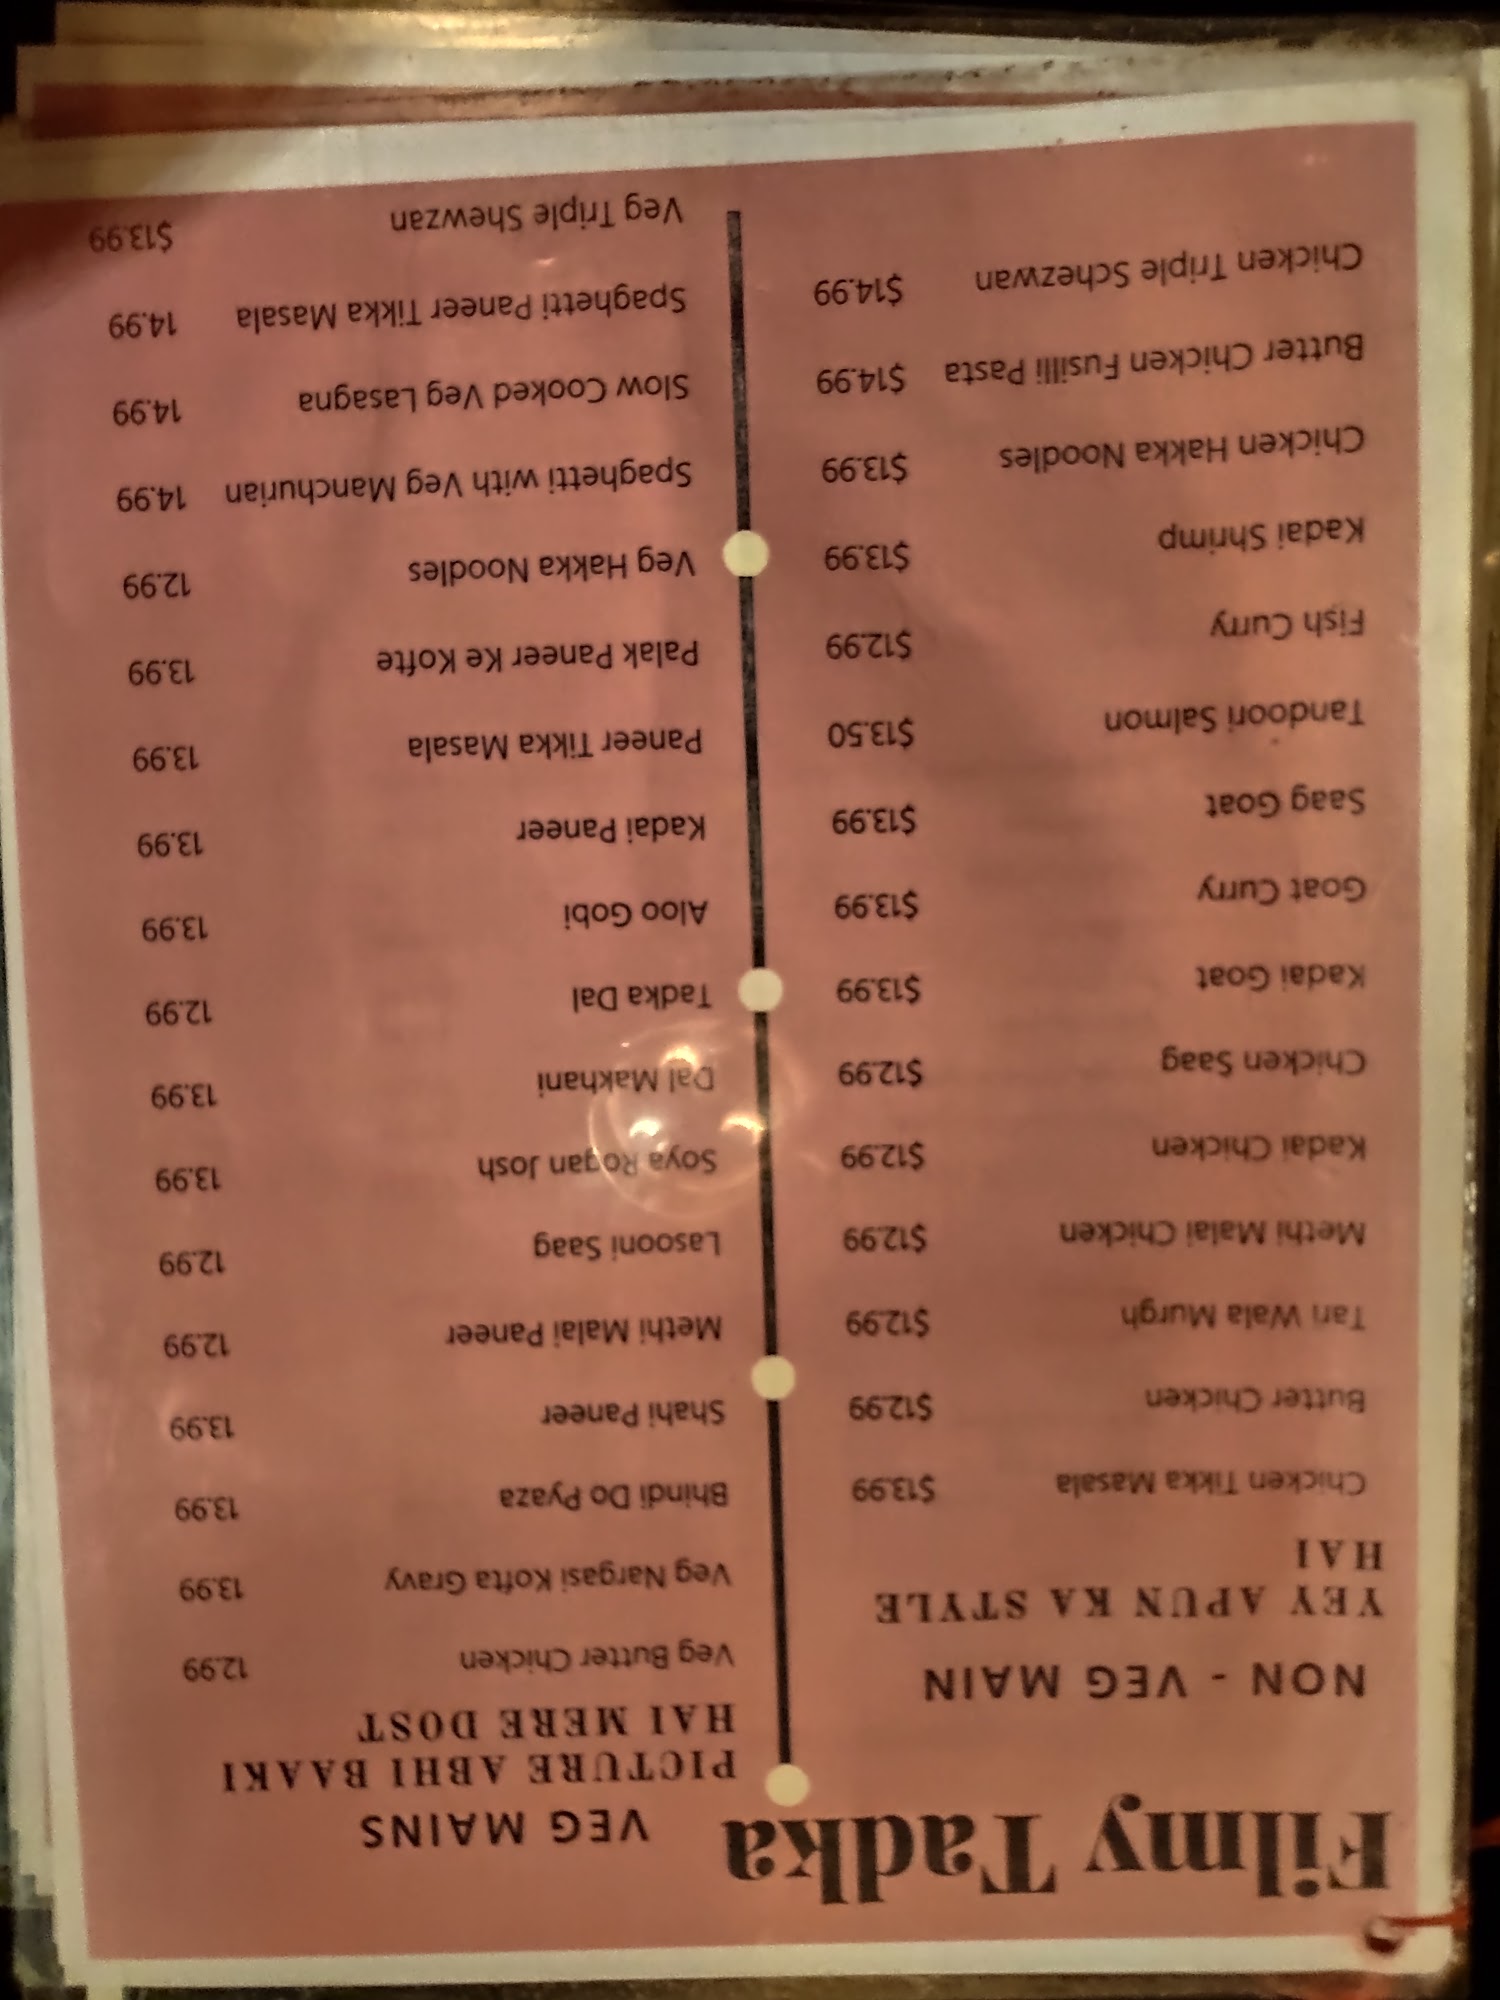 Filmy Tadka
NON - VEG MAIN
YEY APUN KA STYLE
HAI
Chicken Tikka Masala $13.99
Butter Chicken $12.99
Tari Wala Murgh $12.99
Methi Malai Chicken $12.99
Kadai Chicken $12.99
Chicken Saag $12.99
Kadai Goat $13.99
Goat Curry $13.99
Saag Goat $13.99
Tandoori Salmon $13.50
Fish Curry $12.99
Kadai Shrimp $13.99
Chicken Hakka Noodles $13.99
Butter Chicken Fusilli Pasta $14.99
Chicken Triple Schezwan $14.99
VEG MAINS
PICTURE ABHI BAAKI
HAI MERE DOST
Veg Butter Chicken 12.99
Veg Nargasi Kofta Gravy 13.99
Bhindi Do Pyaza 13.99
Shahi Paneer 13.99
Methi Malai Paneer 12.99
Lasooni Saag 12.99
Soya Rogan Josh 13.99
Dal Makhani 13.99
Tadka Dal 12.99
Aloo Gobi 13.99
Kadai Paneer 13.99
Paneer Tikka Masala 13.99
Palak Paneer Ke Kofte 13.99
Veg Hakka Noodles 12.99
Spaghetti with Veg Manchurian 14.99
Slow Cooked Veg Lasagna 14.99
Spaghetti Paneer Tikka Masala 14.99
Veg Triple Shewzan $13.99